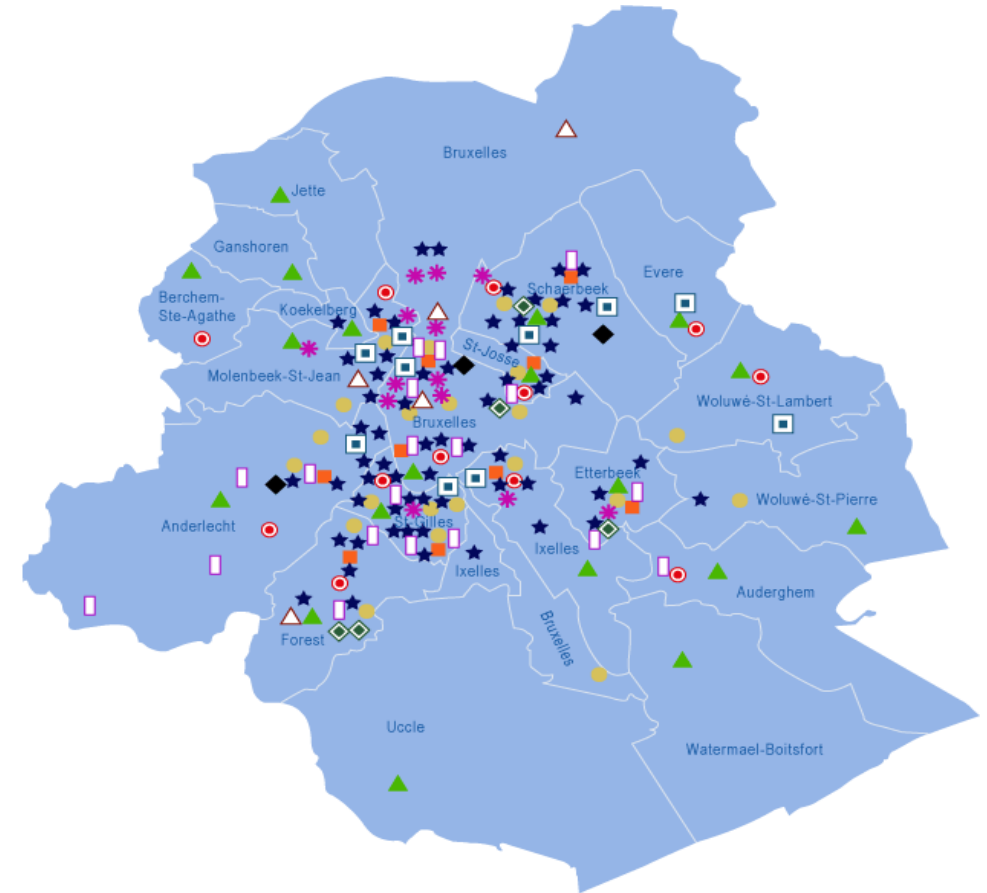 Bruxelles
Jette
Ganshoren
Evere
Schaerbeek
Berchem-
Ste-Agathe
Koekelberg
St-Josse
Molenbeek-St-Jean
Woluwé-St-Lambert
Bruxelles
Etterbeek
Woluwé-St-Pierre
Anderlecht
St-Gilles
Ixelles
Ixelles
Auderghem
Bruxelles
Forest
Uccle
Watermael-Boitsfort